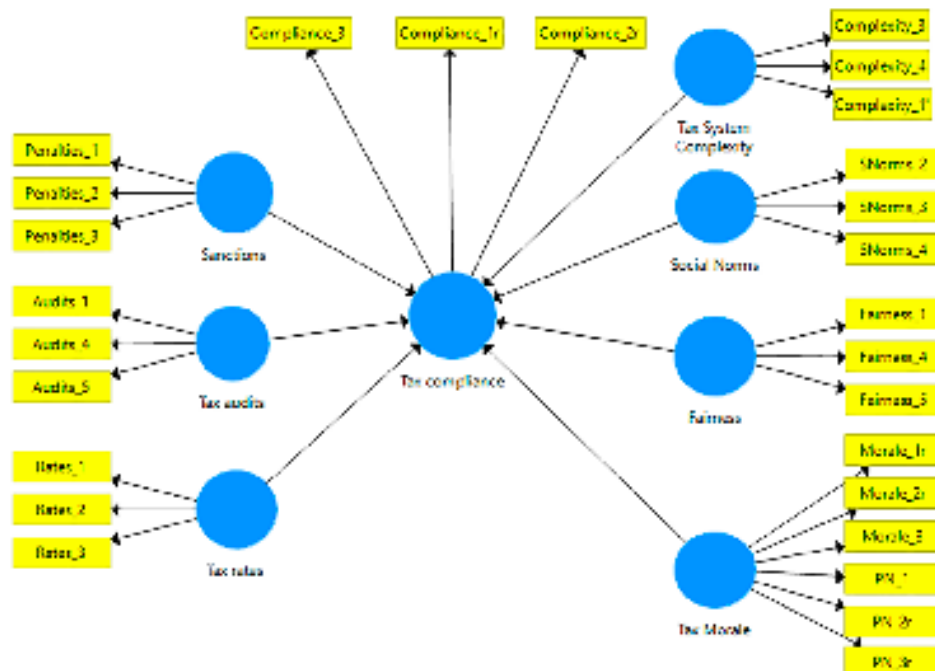 Compliance_3
Compliance_1r
Compliance_2r
Complexity_3
Complexity_4
Complexity_1r
Tax System
Complexity
Penalties_1
Penalties_2
Penalties_3
Sanctions
SNorms_2
SNorms_3
SNorms_4
Social Norms
Audits_1
Audits_4
Audits_5
Tax audits
Tax compliance
Fairness_1
Fairness_4
Fairness_5
Fairness
Rates_1
Rates_2
Rates_3
Tax rates
Morale_1r
Morale_2r
Morale_3
PN_1
PN_2r
PN_3r
Tax Morale